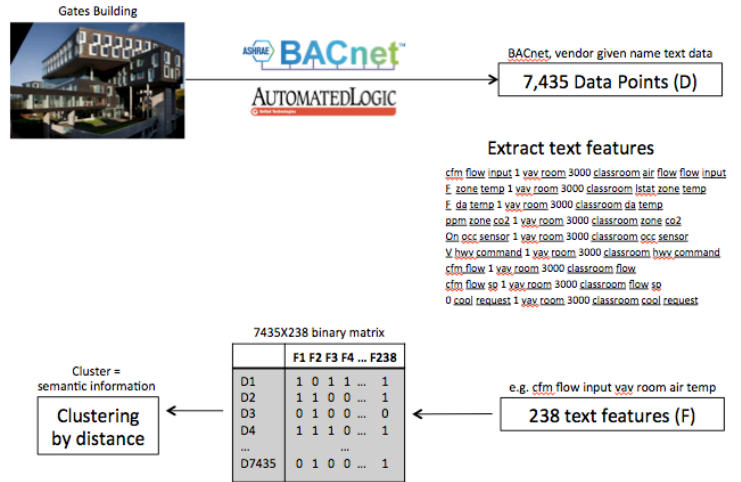 Gates Building
ASHRAE BACnet™
AUTOMATEDLOGIC
BACnet, vendor given name text data
7,435 Data Points (D)
Extract text features
cfm flow input 1 vav room 3000 classroom air flow flow input
F zone temp 1 vav room 3000 classroom lstat zone temp
F da temp 1 vav room 3000 classroom da temp
ppm zone co2 1 vav room 3000 classroom zone co2
On occ sensor 1 vav room 3000 classroom occ sensor
V hwv command 1 vav room 3000 classroom hwv command
cfm flow 1 vav room 3000 classroom flow
cfm flow sp 1 vav room 3000 classroom flow sp
0 cool request 1 vav room 3000 classroom cool request
7435X238 binary matrix
F1 F2 F3 F4 ... F238
D1 1 0 1 1 ... 1
D2 1 1 0 0 ... 1
D3 0 1 0 0 ... 0
D4 1 1 1 0 ... 1
... ...
D7435 0 1 0 0 ... 1
Cluster =
semantic information
Clustering
by distance
e.g. cfm flow input vav room air temp
238 text features (F)